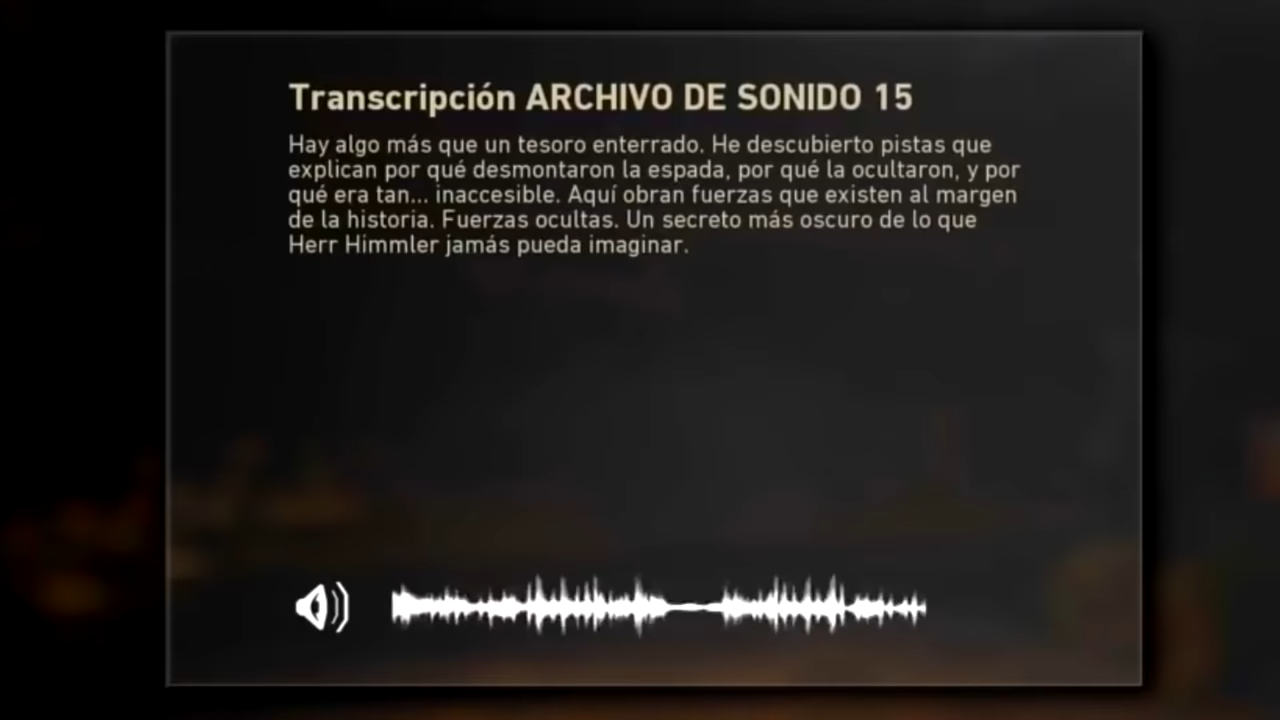 Transcripción ARCHIVO DE SONIDO 15
Hay algo más que un tesoro enterrado. He descubierto pistas que
explican por qué desmontaron la espada, por qué la ocultaron, y por
qué era tan... inaccesible. Aquí obran fuerzas que existen al margen
de la historia. Fuerzas ocultas. Un secreto más oscuro de lo que
Herr Himmler jamás pueda imaginar.